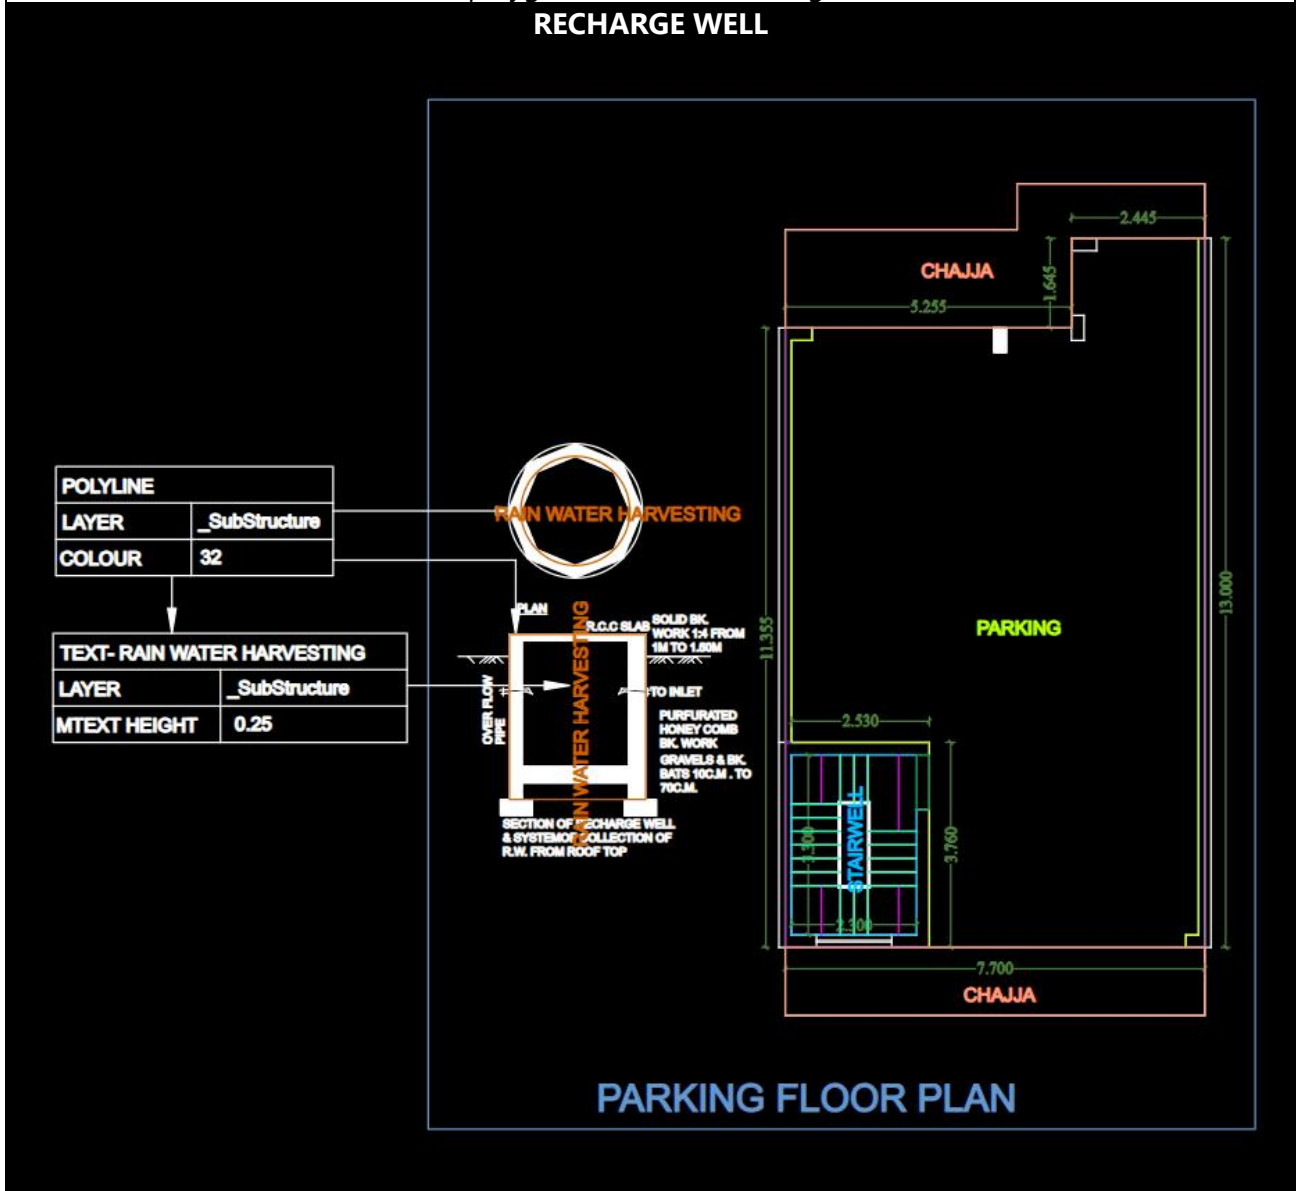 RECHARGE WELL
2.445
CHAJJA
1.645
5.255
POLYLINE
LAYER _SubStructure
COLOUR 32
RAIN WATER HARVESTING
PLAN
R.C.C SLAB
SOLID BK.
WORK 1:4 FROM
1M TO 1.50M
TEXT- RAIN WATER HARVESTING
LAYER _SubStructure
MTEXT HEIGHT 0.25
RAIN WATER HARVESTING
OVER FLOW
PIPE
TO INLET
PURFURATED
HONEY COMB
BK. WORK
GRAVELS & BK.
BATS 10C.M . TO
70C.M.
SECTION OF RECHARGE WELL
& SYSTEMOF COLLECTION OF
R.W. FROM ROOF TOP
11.355
PARKING
13.000
2.530
STAIRWELL
3.300
3.760
2.300
7.700
CHAJJA
PARKING FLOOR PLAN